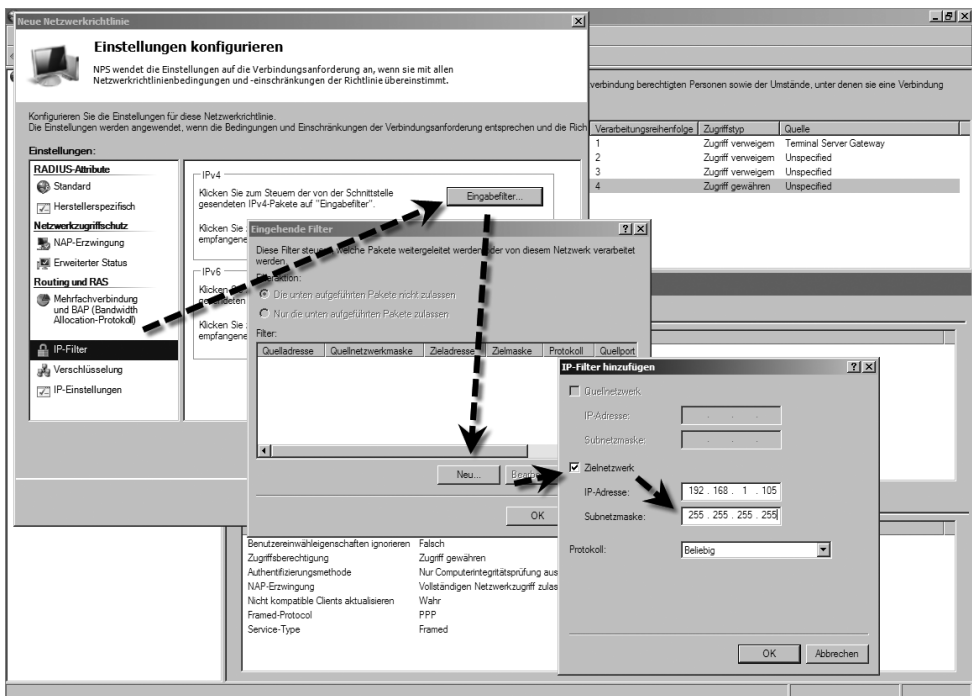 Neue Netzwerkrichtlinie
Einstellungen konfigurieren
NPS wendet die Einstellungen auf die Verbindungsanforderung an, wenn sie mit allen
Netzwerkrichtlinienbedingungen und -einschränkungen der Richtlinie übereinstimmt.
Konfigurieren Sie die Einstellungen für diese Netzwerkrichtlinie.
Die Einstellungen werden angewendet, wenn die Bedingungen und Einschränkungen der Verbindungsanforderung entsprechen und die Rich
Einstellungen:
RADIUS-Attribute
Standard
Herstellerspezifisch
Netzwerkzugriffschutz
NAP-Erzwingung
Erweiterter Status
Routing und RAS
Mehrfachverbindung
und BAP (Bandwidth
Allocation-Protokoll)
IP-Filter
Verschlüsselung
IP-Einstellungen
IPv4
Klicken Sie zum Steuern der von der Schnittstelle
gesendeten IPv4-Pakete auf "Eingabefilter".
Eingabefilter...
Klicken Sie
empfangene
IPv6
Klicken Sie
gesendeten
Klicken Sie
empfangene
verbindung berechtigten Personen sowie der Umstände, unter denen sie eine Verbindung
Verarbeitungsreihenfolge Zugriffstyp Quelle
1 Zugriff verweigern Terminal Server Gateway
2 Zugriff verweigern Unspecified
3 Zugriff verweigern Unspecified
4 Zugriff gewähren Unspecified
Eingehende Filter
Diese Filter steuern, welche Pakete weitergeleitet werden oder von diesem Netzwerk verarbeitet
werden.
Filteraktion:
Die unten aufgeführten Pakete nicht zulassen
Nur die unten aufgeführten Pakete zulassen
Filter:
Quelladresse Quellnetzwerkmaske Zieladresse Zielmaske Protokoll Quellport
Neu...
OK
IP-Filter hinzufügen
Quellnetzwerk
IP-Adresse:
Subnetzmaske:
Zielnetzwerk
IP-Adresse: 192 . 168 . 1 . 105
Subnetzmaske: 255 . 255 . 255 . 255
Protokoll: Beliebig
OK Abbrechen
Benutzereinwähleigenschaften ignorieren Falsch
Zugriffsberechtigung Zugriff gewähren
Authentifizierungsmethode Nur Computerintegritätsprüfung aus
NAP-Erzwingung Vollständigen Netzwerkzugriff zulas
Nicht kompatible Clients aktualisieren Wahr
Framed-Protocol PPP
Service-Type Framed